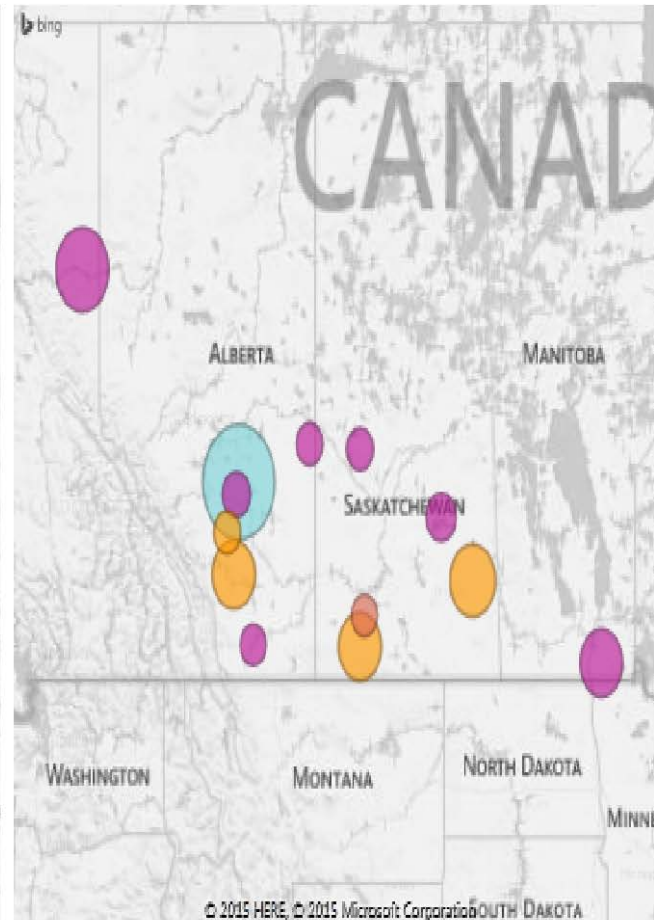 bing
CANAD
ALBERTA
MANITOBA
SASKATCHEWAN
WASHINGTON
MONTANA
NORTH DAKOTA
MINNE
© 2015 HERE, © 2015 Microsoft Corporation
SOUTH DAKOTA